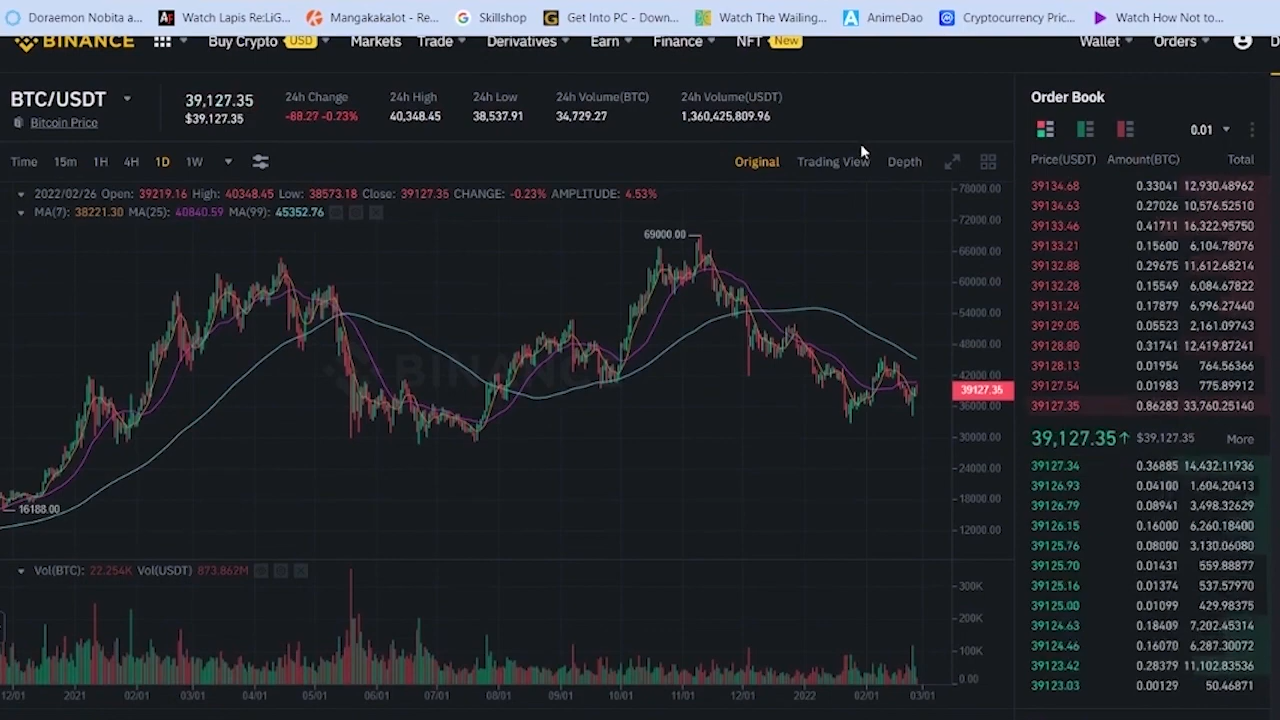 Doraemon Nobita a... Watch Lapis Re:LiG... Mangakakalot - Re... Skillshop Get Into PC - Down... Watch The Wailing... AnimeDao Cryptocurrency Pric... Watch How Not to...
BINANCE Buy Crypto USD Markets Trade Derivatives Earn Finance NFT New Wallet Orders D
BTC/USDT
Bitcoin Price
39,127.35
$39,127.35
24h Change
-88.27 -0.23%
24h High
40,348.45
24h Low
38,537.91
24h Volume(BTC)
34,729.27
24h Volume(USDT)
1,360,425,809.96
Time 15m 1H 4H 1D 1W Original Trading View Depth
2022/02/26 Open: 39219.16 High: 40348.45 Low: 38573.18 Close: 39127.35 CHANGE: -0.23% AMPLITUDE: 4.53%
MA(7): 38221.30 MA(25): 40840.59 MA(99): 45352.76
69000.00
16188.00
BINANCE
78000.00
72000.00
66000.00
60000.00
54000.00
48000.00
42000.00
39127.35
36000.00
30000.00
24000.00
18000.00
12000.00
Vol(BTC): 22.254K Vol(USDT) 873.862M
300K
200K
100K
0.00
12/01 2021 02/01 03/01 04/01 05/01 06/01 07/01 08/01 09/01 10/01 11/01 12/01 2022 02/01 03/01
Order Book
0.01
Price(USDT) Amount(BTC) Total
39134.68 0.33041 12,930.48962
39134.63 0.27026 10,576.52510
39133.46 0.41711 16,322.95750
39133.21 0.15600 6,104.78076
39132.88 0.29675 11,612.68214
39132.28 0.15549 6,084.67822
39131.24 0.17879 6,996.27440
39129.05 0.05523 2,161.09743
39128.80 0.31741 12,419.87241
39128.13 0.01954 764.56366
39127.54 0.01983 775.89912
39127.35 0.86283 33,760.25140
39,127.35↑ $39,127.35 More
39127.34 0.36885 14,432.11936
39126.93 0.04100 1,604.20413
39126.79 0.08941 3,498.32629
39126.15 0.16000 6,260.18400
39125.76 0.08000 3,130.06080
39125.70 0.01431 559.88877
39125.16 0.01374 537.57970
39125.00 0.01099 429.98375
39124.63 0.18409 7,202.45314
39124.46 0.16070 6,287.30072
39123.42 0.28379 11,102.83536
39123.03 0.00129 50.46871